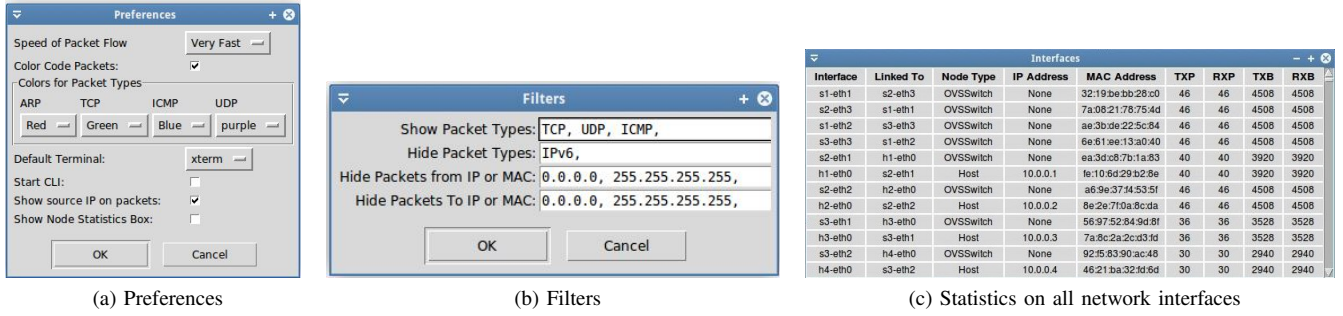 Preferences
Speed of Packet Flow Very Fast
Color Code Packets:
Colors for Packet Types
ARP TCP ICMP UDP
Red Green Blue purple
Default Terminal: xterm
Start CLI:
Show source IP on packets:
Show Node Statistics Box:
OK Cancel
(a) Preferences
Filters
Show Packet Types: TCP, UDP, ICMP,
Hide Packet Types: IPv6,
Hide Packets from IP or MAC: 0.0.0.0, 255.255.255.255,
Hide Packets To IP or MAC: 0.0.0.0, 255.255.255.255,
OK Cancel
(b) Filters
Interfaces
Interface Linked To Node Type IP Address MAC Address TXP RXP TXB RXB
s1-eth1 s2-eth3 OVSSwitch None 32:19:be:bb:28:c0 46 46 4508 4508
s2-eth3 s1-eth1 OVSSwitch None 7a:08:21:78:75:4d 46 46 4508 4508
s1-eth2 s3-eth3 OVSSwitch None ae:3b:de:22:5c:84 46 46 4508 4508
s3-eth3 s1-eth2 OVSSwitch None 6e:61:ee:13:a0:40 46 46 4508 4508
s2-eth1 h1-eth0 OVSSwitch None ea:3d:c8:7b:1a:83 40 40 3920 3920
h1-eth0 s2-eth1 Host 10.0.0.1 fe:10:6d:29:b2:8e 40 40 3920 3920
s2-eth2 h2-eth0 OVSSwitch None a6:9e:37:f4:53:5f 46 46 4508 4508
h2-eth0 s2-eth2 Host 10.0.0.2 8e:2e:7f:0a:8c:da 46 46 4508 4508
s3-eth1 h3-eth0 OVSSwitch None 56:97:52:84:9d:8f 36 36 3528 3528
h3-eth0 s3-eth1 Host 10.0.0.3 7a:8c:2a:2c:d3:fd 36 36 3528 3528
s3-eth2 h4-eth0 OVSSwitch None 92:f5:83:90:ac:48 30 30 2940 2940
h4-eth0 s3-eth2 Host 10.0.0.4 46:21:ba:32:fd:6d 30 30 2940 2940
(c) Statistics on all network interfaces